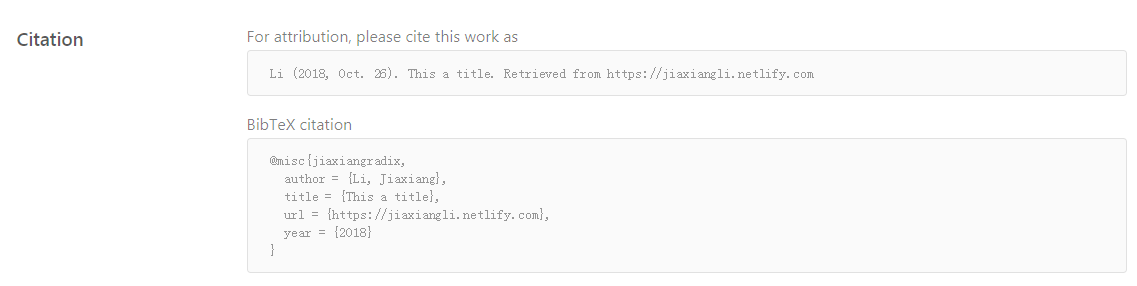 Citation
For attribution, please cite this work as
Li (2018, Oct. 26). This a title. Retrieved from https://jiaxiangli.netlify.com
BibTeX citation
@misc{jiaxiangradix,
  author = {Li, Jiaxiang},
  title = {This a title},
  url = {https://jiaxiangli.netlify.com},
  year = {2018}
}